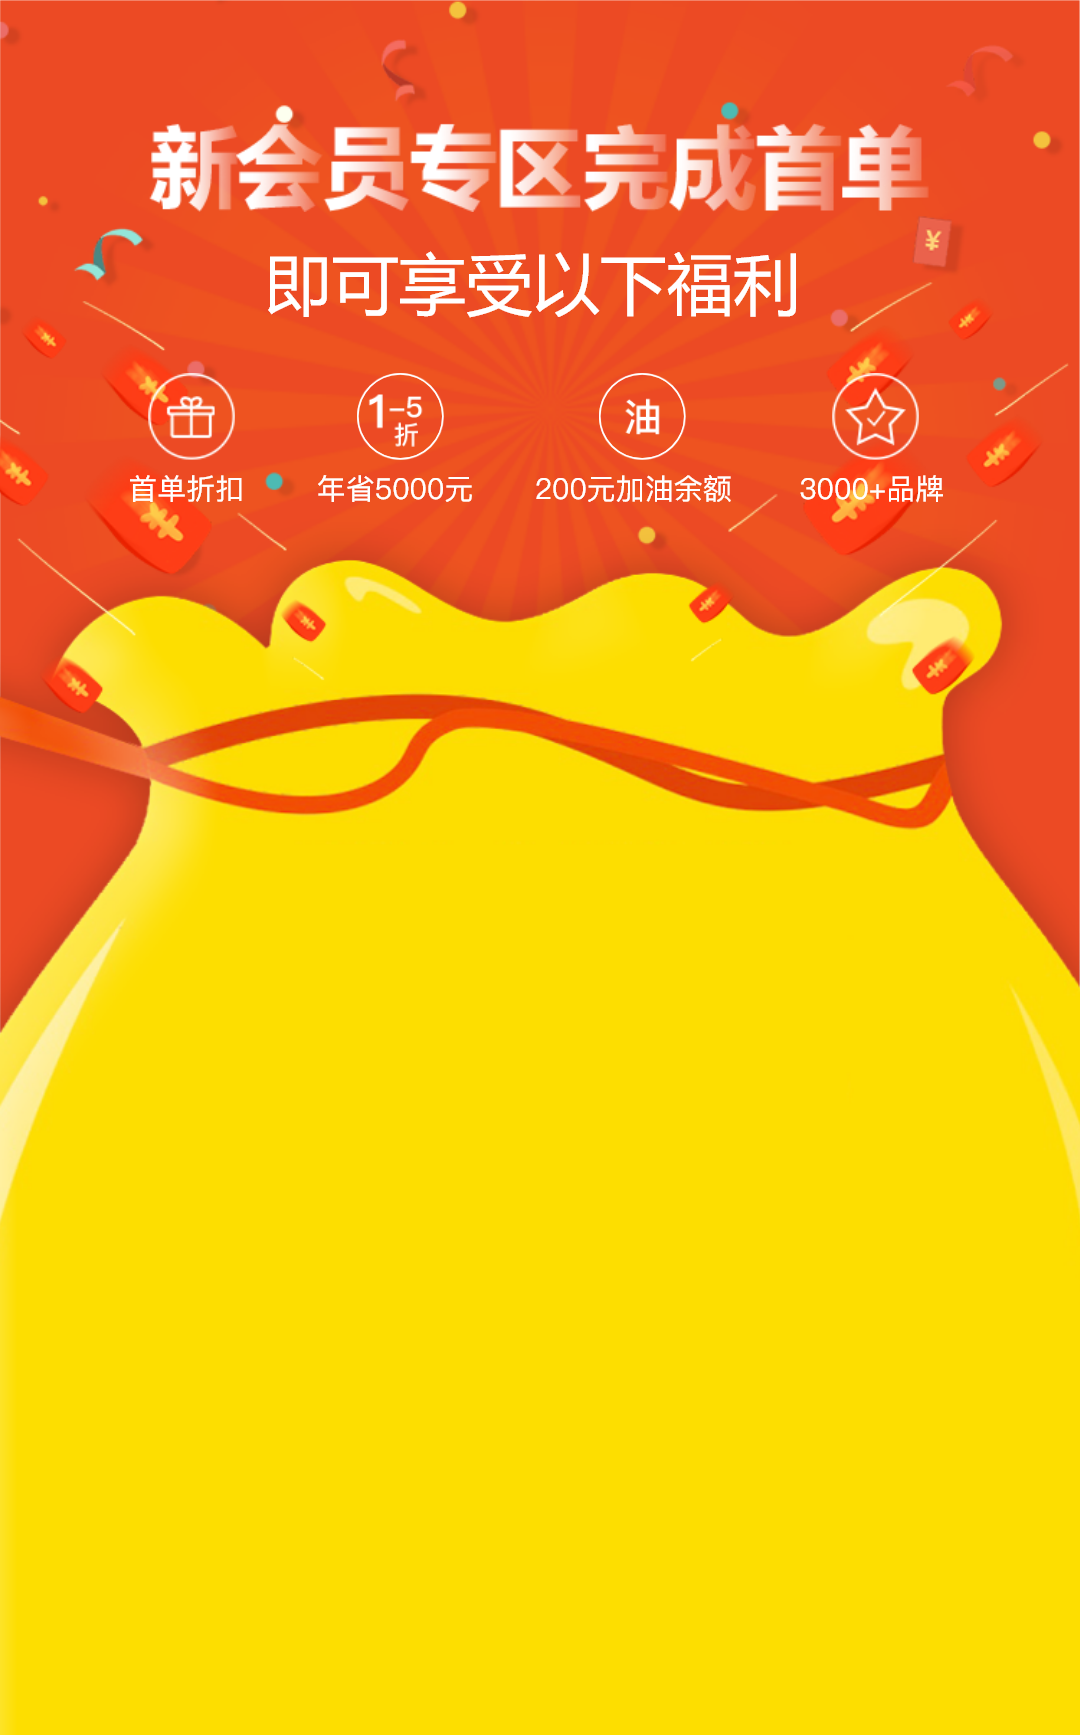 新会员专区完成首单
即可享受以下福利
¥
1-5
折
油
首单折扣
年省5000元
200元加油余额
3000+品牌